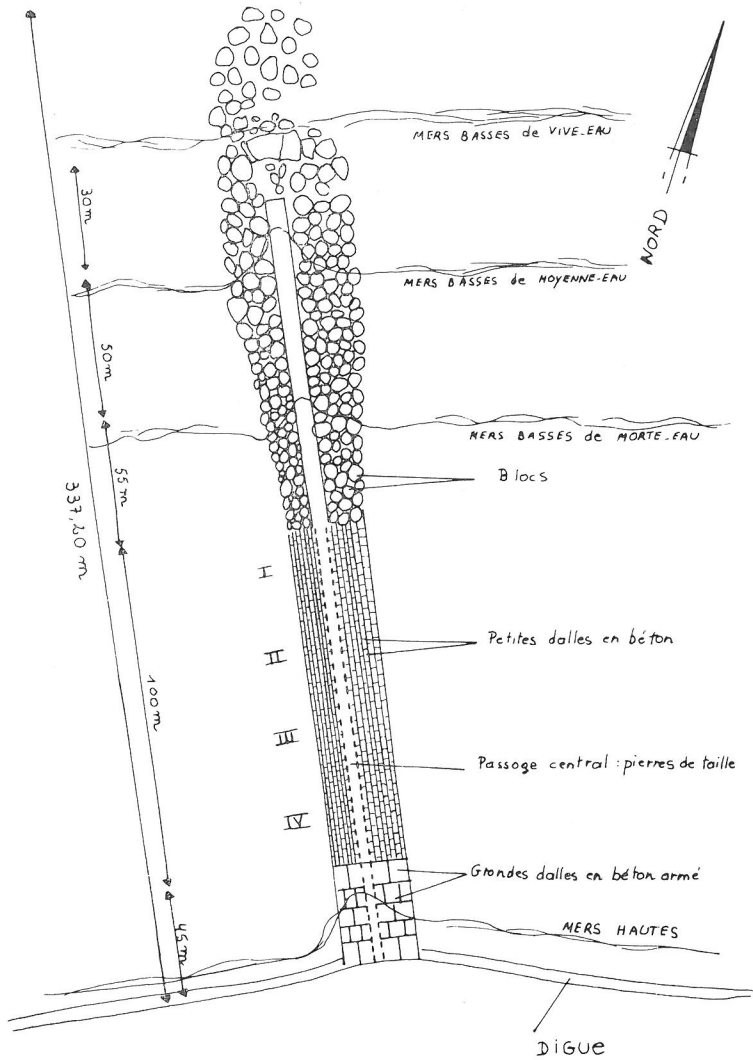 MERS BASSES de VIVE-EAU
NORD
30m
MERS BASSES de MOYENNE-EAU
50m
MERS BASSES de MORTE-EAU
55m
Blocs
337,20 m
I
Petites dalles en béton
II
100m
III
Passage central : pierres de taille
IV
Grandes dalles en béton armé
MERS HAUTES
45m
DIGUE